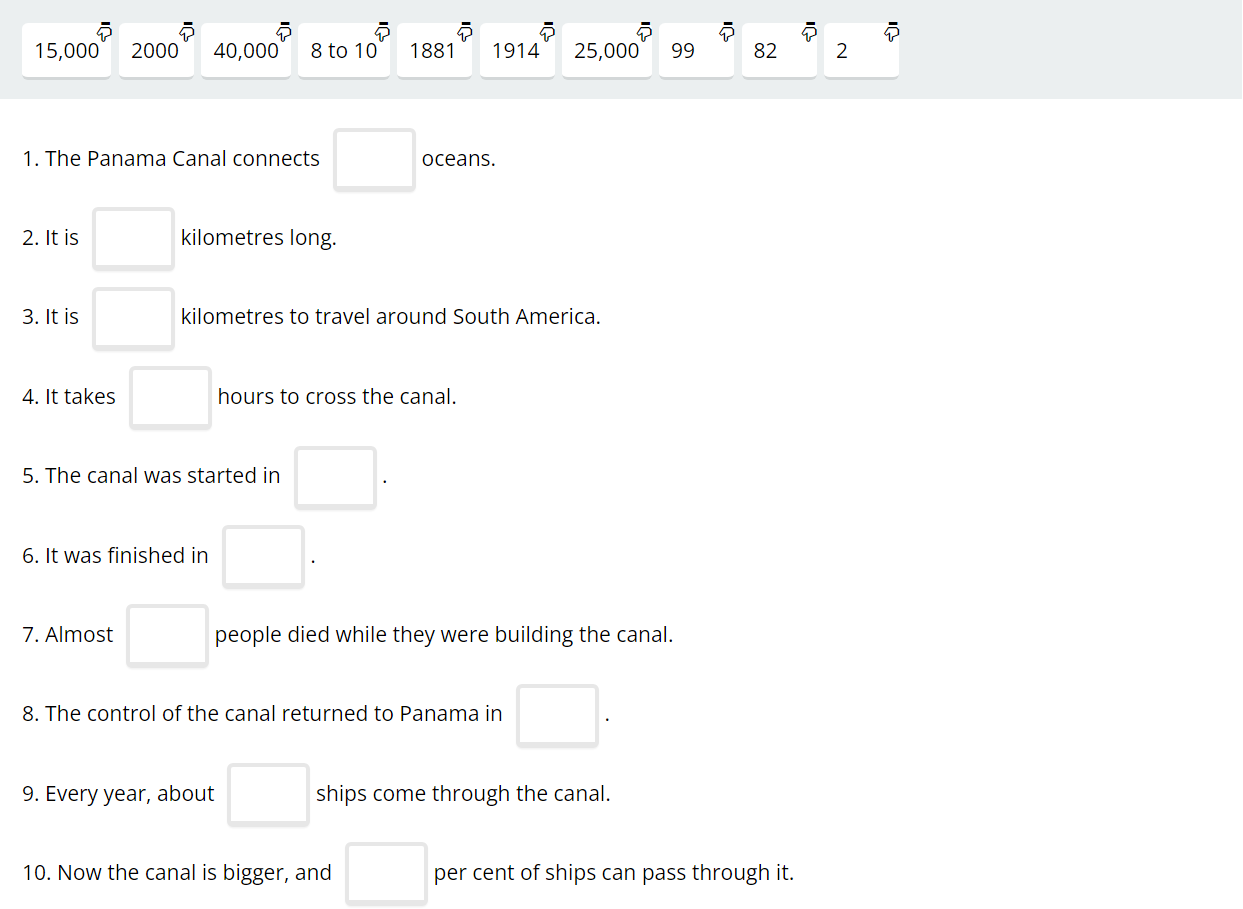 15,000 2000 40,000 8 to 10 1881 1914 25,000 99 82 2
1. The Panama Canal connects oceans.
2. It is kilometres long.
3. It is kilometres to travel around South America.
4. It takes hours to cross the canal.
5. The canal was started in .
6. It was finished in .
7. Almost people died while they were building the canal.
8. The control of the canal returned to Panama in .
9. Every year, about ships come through the canal.
10. Now the canal is bigger, and per cent of ships can pass through it.